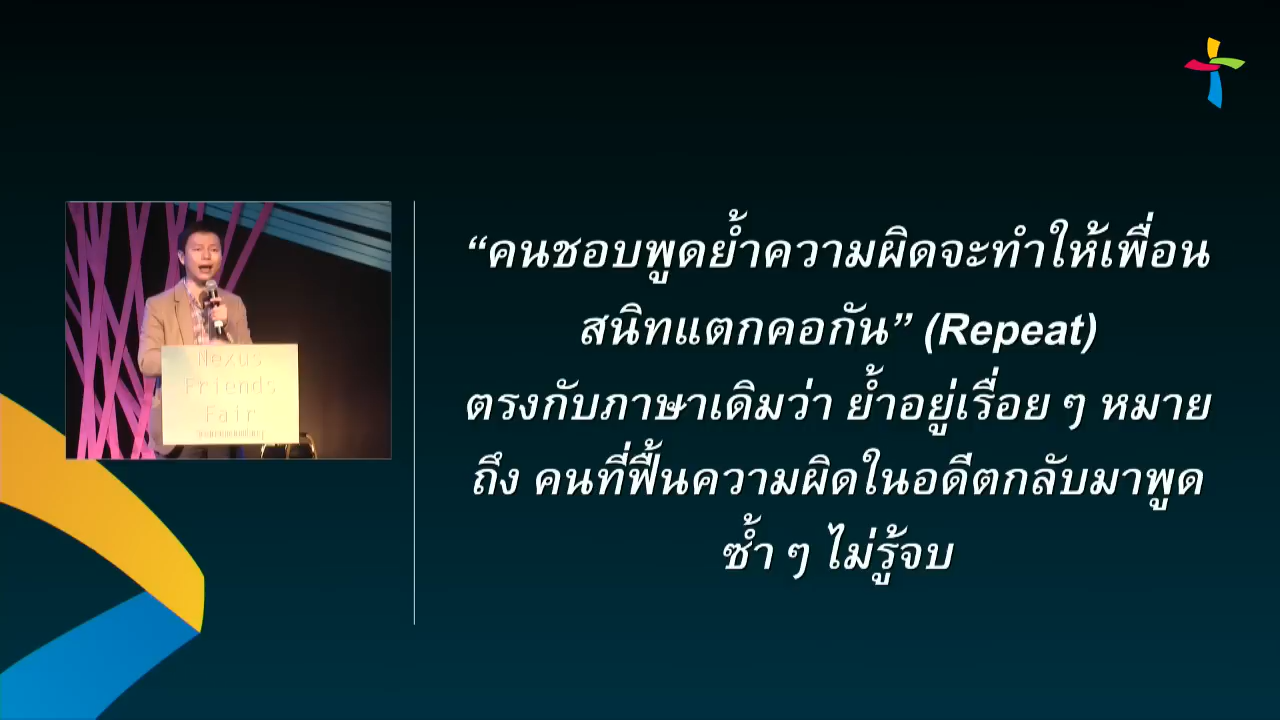 “คนชอบพูดย้ำความผิดจะทำให้เพื่อน
สนิทแตกคอกัน” (Repeat)
ตรงกับภาษาเดิมว่า ย้ำอยู่เรื่อย ๆ หมาย
ถึง คนที่ฟื้นความผิดในอดีตกลับมาพูด
ซ้ำ ๆ ไม่รู้จบ
Nexus
Friends
Fair